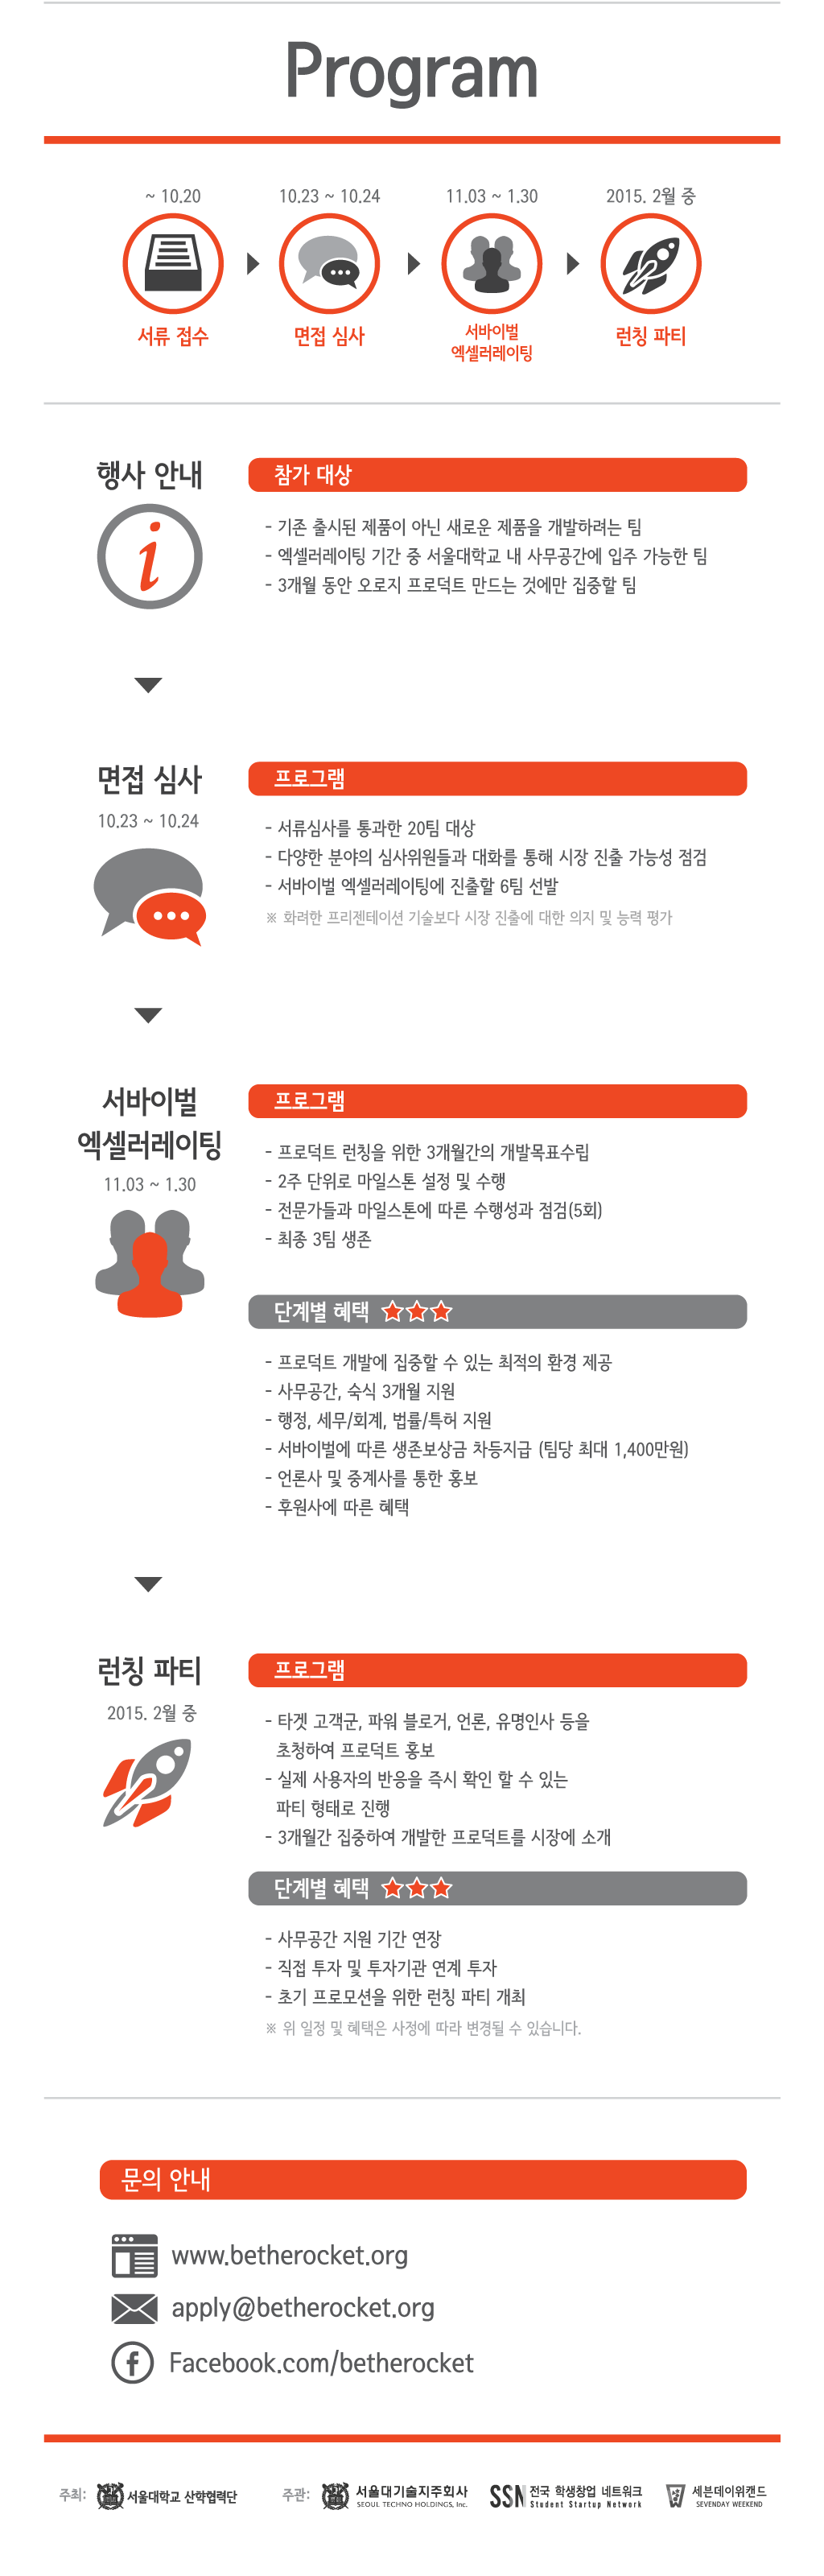 Program
~ 10.20
10.23 ~ 10.24
11.03 ~ 1.30
2015. 2월 중
서류 접수
면접 심사
서바이벌
엑셀러레이팅
런칭 파티
행사 안내
참가 대상
- 기존 출시된 제품이 아닌 새로운 제품을 개발하려는 팀
- 엑셀러레이팅 기간 중 서울대학교 내 사무공간에 입주 가능한 팀
- 3개월 동안 오로지 프로덕트 만드는 것에만 집중할 팀
면접 심사
10.23 ~ 10.24
프로그램
- 서류심사를 통과한 20팀 대상
- 다양한 분야의 심사위원들과 대화를 통해 시장 진출 가능성 점검
- 서바이벌 엑셀러레이팅에 진출할 6팀 선발
※ 화려한 프리젠테이션 기술보다 시장 진출에 대한 의지 및 능력 평가
서바이벌
엑셀러레이팅
11.03 ~ 1.30
프로그램
- 프로덕트 런칭을 위한 3개월간의 개발목표수립
- 2주 단위로 마일스톤 설정 및 수행
- 전문가들과 마일스톤에 따른 수행성과 점검(5회)
- 최종 3팀 생존
단계별 혜택 ★★★
- 프로덕트 개발에 집중할 수 있는 최적의 환경 제공
- 사무공간, 숙식 3개월 지원
- 행정, 세무/회계, 법률/특허 지원
- 서바이벌에 따른 생존보상금 차등지급 (팀당 최대 1,400만원)
- 언론사 및 중계사를 통한 홍보
- 후원사에 따른 혜택
런칭 파티
2015. 2월 중
프로그램
- 타겟 고객군, 파워 블로거, 언론, 유명인사 등을
초청하여 프로덕트 홍보
- 실제 사용자의 반응을 즉시 확인 할 수 있는
파티 형태로 진행
- 3개월간 집중하여 개발한 프로덕트를 시장에 소개
단계별 혜택 ★★★
- 사무공간 지원 기간 연장
- 직접 투자 및 투자기관 연계 투자
- 초기 프로모션을 위한 런칭 파티 개최
※ 위 일정 및 혜택은 사정에 따라 변경될 수 있습니다.
문의 안내
www.betherocket.org
apply@betherocket.org
Facebook.com/betherocket
주최: 서울대학교 산학협력단
주관: 서울대기술지주회사
SEOUL TECHNO HOLDINGS, Inc.
SSN 전국 학생창업 네트워크
Student Startup Network
세븐데이위캔드
SEVENDAY WEEKEND